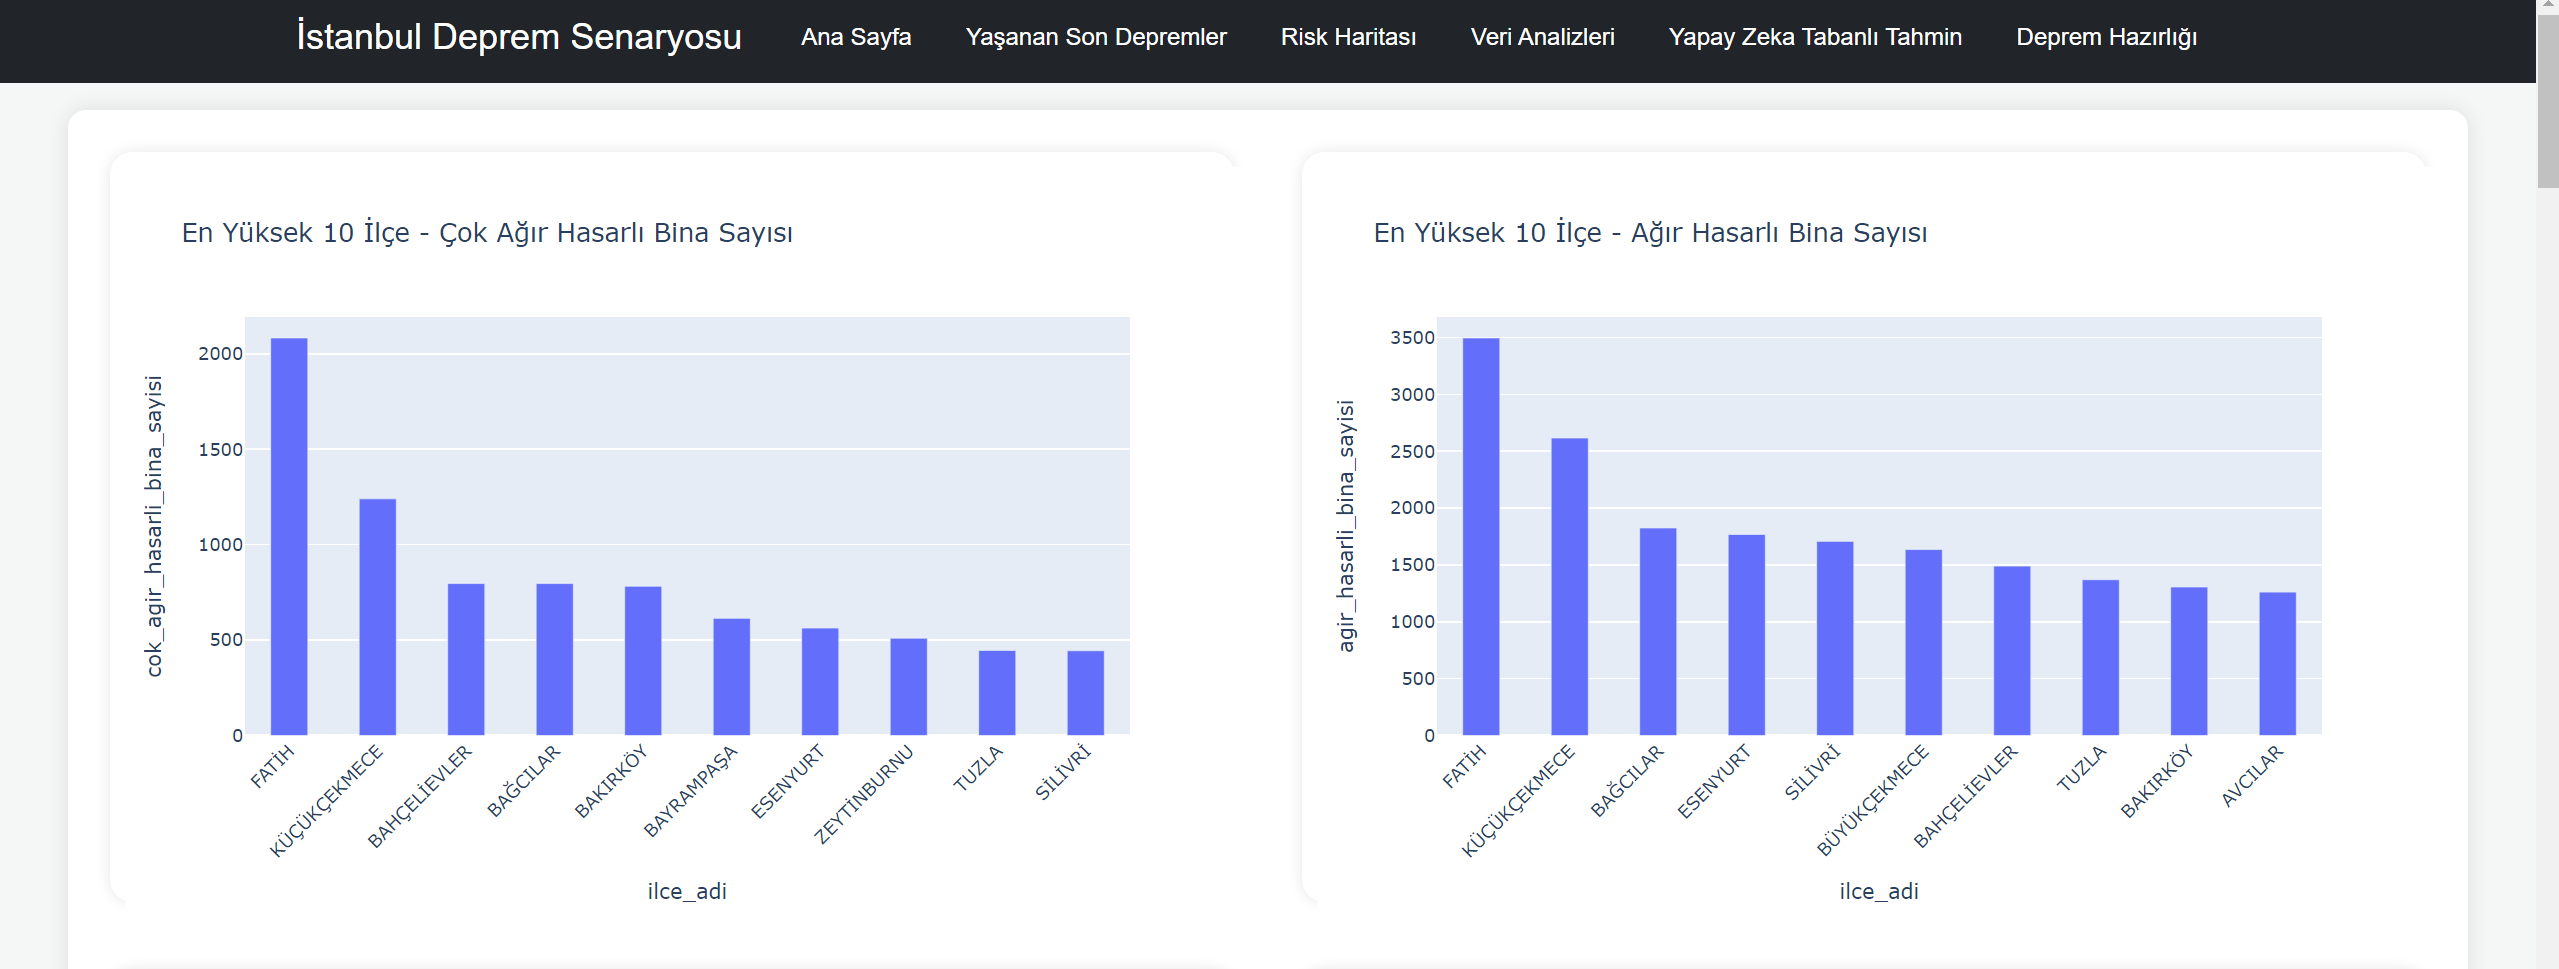 İstanbul Deprem Senaryosu Ana Sayfa Yaşanan Son Depremler Risk Haritası Veri Analizleri Yapay Zeka Tabanlı Tahmin Deprem Hazırlığı
En Yüksek 10 İlçe - Çok Ağır Hasarlı Bina Sayısı
cok_agir_hasarli_bina_sayisi
2000
1500
1000
500
0
FATİH
KÜÇÜKÇEKMECE
BAHÇELİEVLER
BAĞCILAR
BAKIRKÖY
BAYRAMPAŞA
ESENYURT
ZEYTİNBURNU
TUZLA
SİLİVRİ
ilce_adi
En Yüksek 10 İlçe - Ağır Hasarlı Bina Sayısı
agir_hasarli_bina_sayisi
3500
3000
2500
2000
1500
1000
500
0
FATİH
KÜÇÜKÇEKMECE
BAĞCILAR
ESENYURT
SİLİVRİ
BÜYÜKÇEKMECE
BAHÇELİEVLER
TUZLA
BAKIRKÖY
AVCILAR
ilce_adi